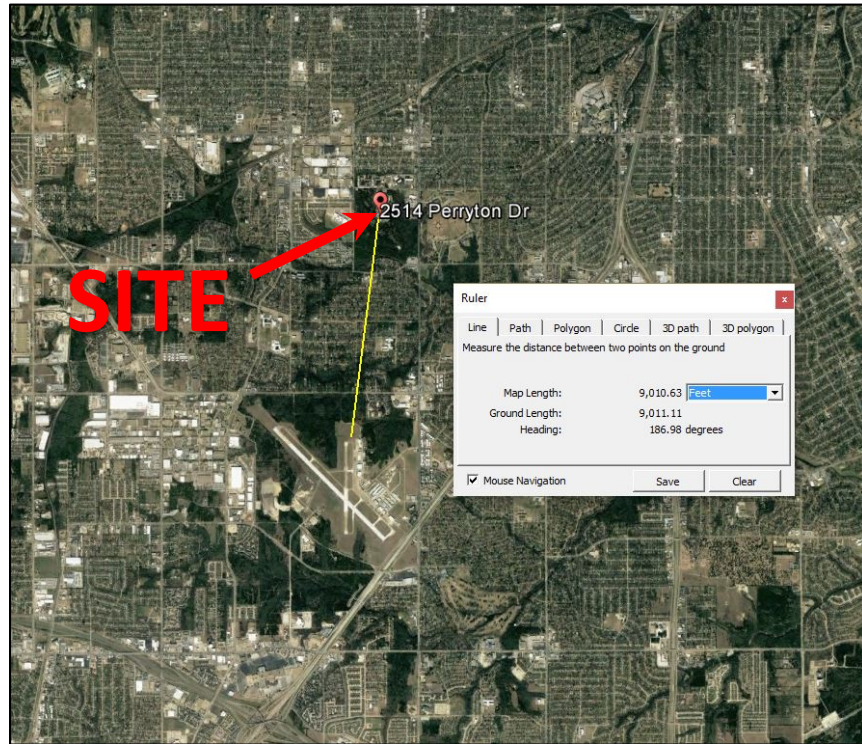 2514 Perryton Dr
SITE
Ruler
x
Line Path Polygon Circle 3D path 3D polygon
Measure the distance between two points on the ground
Map Length: 9,010.63 Feet
Ground Length: 9,011.11
Heading: 186.98 degrees
Mouse Navigation Save Clear